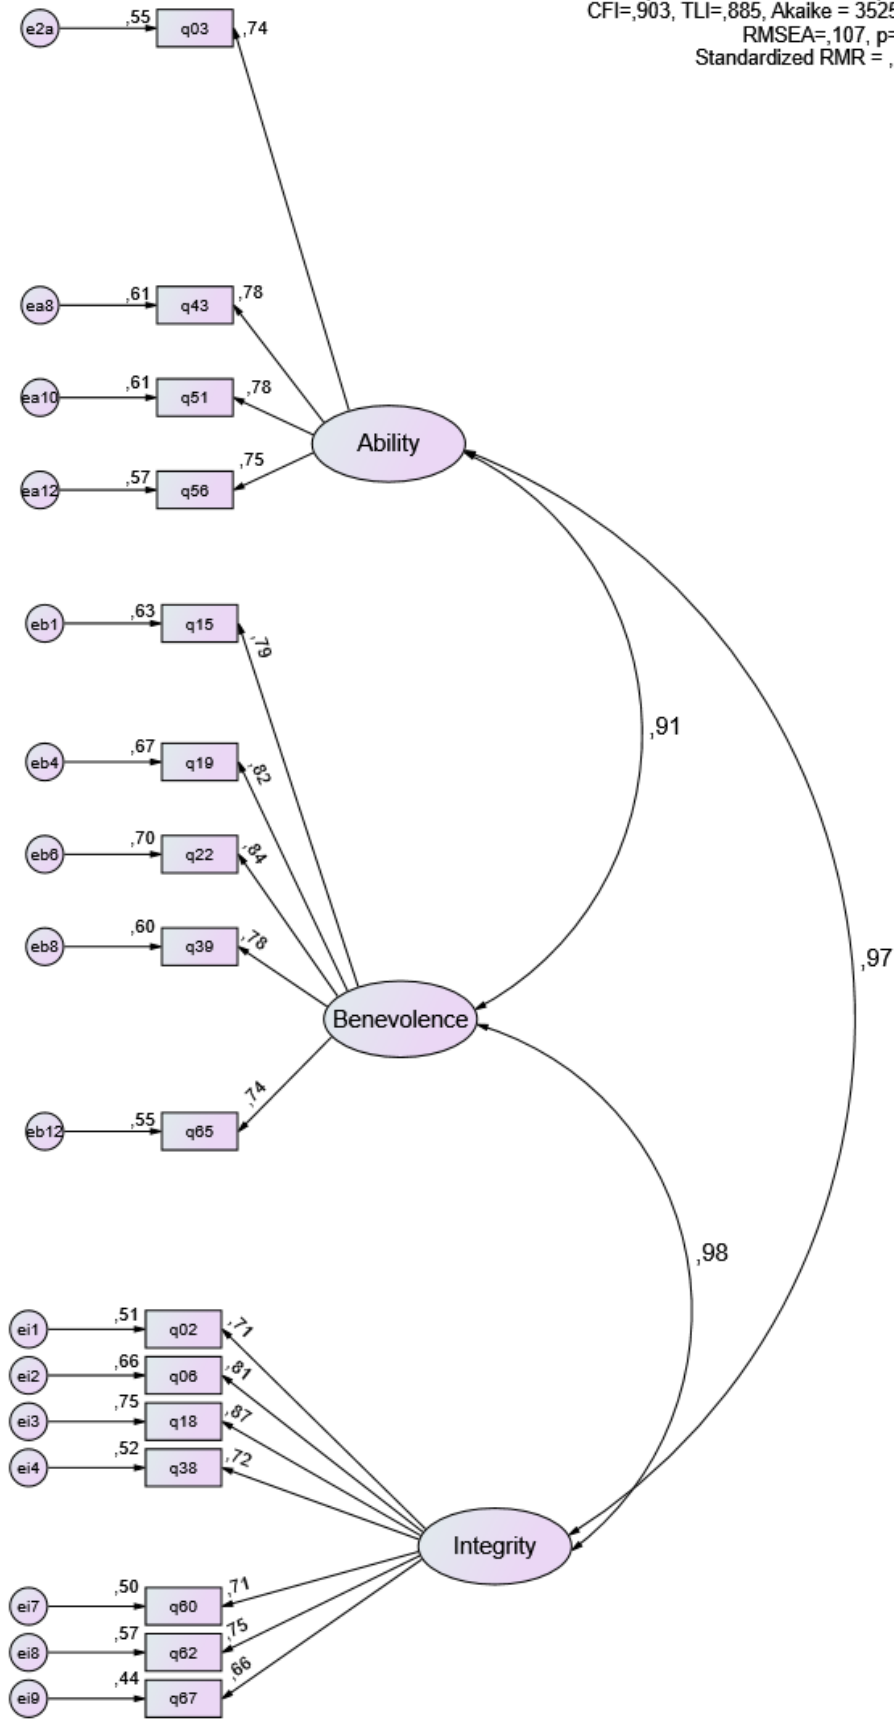 CFI=,903, TLI=,885, Akaike = 3525
RMSEA=,107, p=
Standardized RMR = ,
e2a ,55 q03 ,74
ea8 ,61 q43 ,78
ea10 ,61 q51 ,78
Ability
ea12 ,57 q56 ,75
eb1 ,63 q15 ,79
,91
eb4 ,67 q19 ,82
eb6 ,70 q22 ,84
eb8 ,60 q39 ,78
,97
Benevolence
eb12 ,55 q65 ,74
,98
ei1 ,51 q02 ,71
ei2 ,66 q06 ,81
ei3 ,75 q18 ,87
ei4 ,52 q38 ,72
Integrity
ei7 ,50 q60 ,71
ei8 ,57 q62 ,75
ei9 ,44 q67 ,66